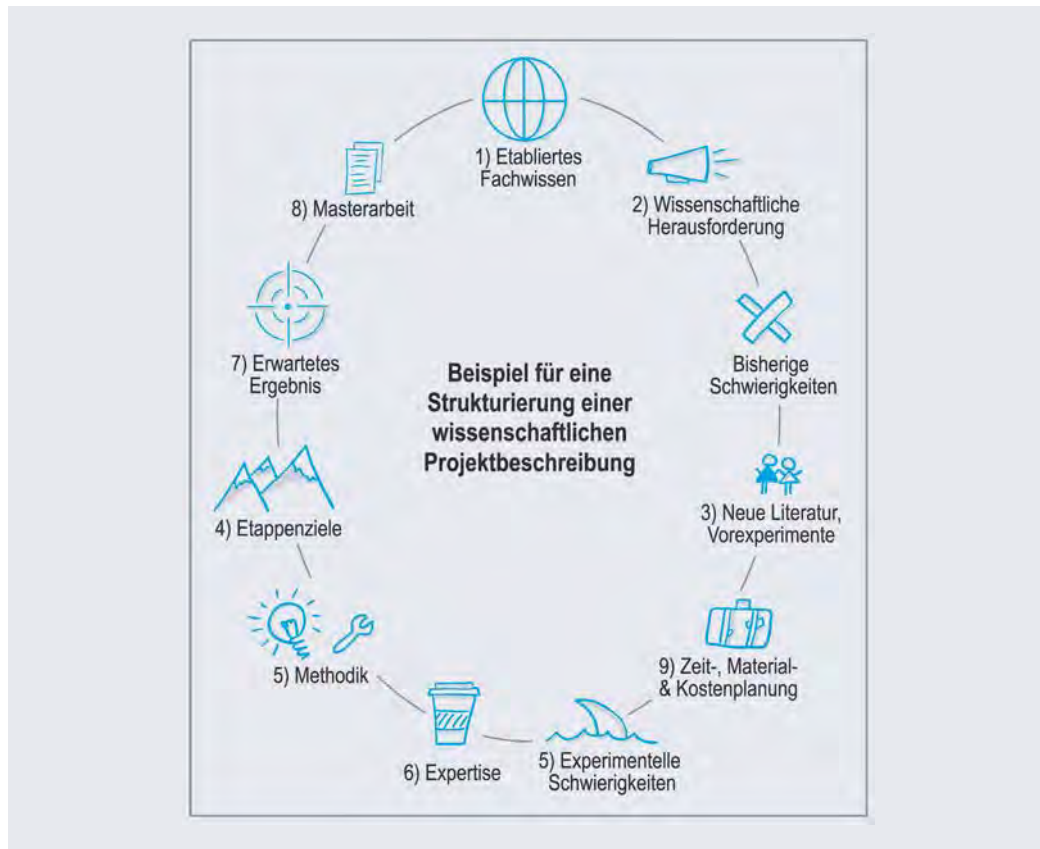 1) Etabliertes
Fachwissen
2) Wissenschaftliche
Herausforderung
Bisherige
Schwierigkeiten
3) Neue Literatur,
Vorexperimente
9) Zeit-, Material-
& Kostenplanung
5) Experimentelle
Schwierigkeiten
6) Expertise
5) Methodik
4) Etappenziele
7) Erwartetes
Ergebnis
8) Masterarbeit
Beispiel für eine
Strukturierung einer
wissenschaftlichen
Projektbeschreibung